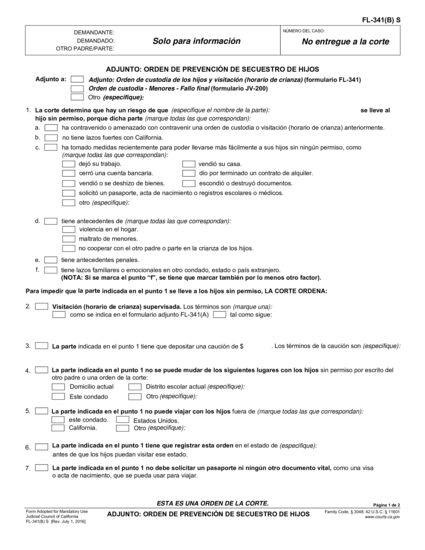 FL-341(B) S
DEMANDANTE:
DEMANDADO:
OTRO PADRE/PARTE:
Solo para información
NÚMERO DEL CASO:
No entregue a la corte
ADJUNTO: ORDEN DE PREVENCIÓN DE SECUESTRO DE HIJOS
Adjunto a: Adjunto: Orden de custodia de los hijos y visitación (horario de crianza) (formulario FL-341)
Orden de custodia - Menores - Fallo final (formulario JV-200)
Otro (especifique):
1. La corte determina que hay un riesgo de que (especifique el nombre de la parte): se lleve al
hijo sin permiso, porque dicha parte (marque todas las que correspondan):
a. ha contravenido o amenazado con contravenir una orden de custodia o visitación (horario de crianza) anteriormente.
b. no tiene lazos fuertes con California.
c. ha tomado medidas recientemente para poder llevarse más fácilmente a sus hijos sin ningún permiso, como
(marque todas las que correspondan):
dejó su trabajo. vendió su casa.
cerró una cuenta bancaria. dio por terminado un contrato de alquiler.
vendió o se deshizo de bienes. escondió o destruyó documentos.
solicitó un pasaporte, acta de nacimiento o registros escolares o médicos.
otro (especifique):
d. tiene antecedentes de (marque todas las que correspondan):
violencia en el hogar.
maltrato de menores.
no cooperar con el otro padre o parte en la crianza de los hijos.
e. tiene antecedentes penales.
f. tiene lazos familiares o emocionales en otro condado, estado o país extranjero.
(NOTA: Si se marca el punto “f”, se tiene que marcar también por lo menos otro factor).
Para impedir que la parte indicada en el punto 1 se lleve a los hijos sin permiso, LA CORTE ORDENA:
2. Visitación (horario de crianza) supervisada. Los términos son (marque una):
como se indica en el formulario adjunto FL-341(A) tal como sigue:
3. La parte indicada en el punto 1 tiene que depositar una caución de $ . Los términos de la caución son (especifique):
4. La parte indicada en el punto 1 no se puede mudar de los siguientes lugares con los hijos sin permiso por escrito del
otro padre o una orden de la corte:
Domicilio actual Distrito escolar actual (especifique):
Este condado Otro (especifique):
5. La parte indicada en el punto 1 no puede viajar con los hijos fuera de (marque todas las que correspondan):
este condado. Estados Unidos.
California. Otro (especifique):
6. La parte indicada en el punto 1 tiene que registrar esta orden en el estado de (especifique):
antes de que los hijos puedan visitar ese estado.
7. La parte indicada en el punto 1 no debe solicitar un pasaporte ni ningún otro documento vital, como una visa
o acta de nacimiento, que se pueda usar para viajar.
ESTA ES UNA ORDEN DE LA CORTE.
Página 1 de 2
Form Adopted for Mandatory Use
Judicial Council of California
FL-341(B) S [Rev. July 1, 2016]
ADJUNTO: ORDEN DE PREVENCIÓN DE SECUESTRO DE HIJOS
Family Code, § 3048; 42 U.S.C. § 11601
www.courts.ca.gov